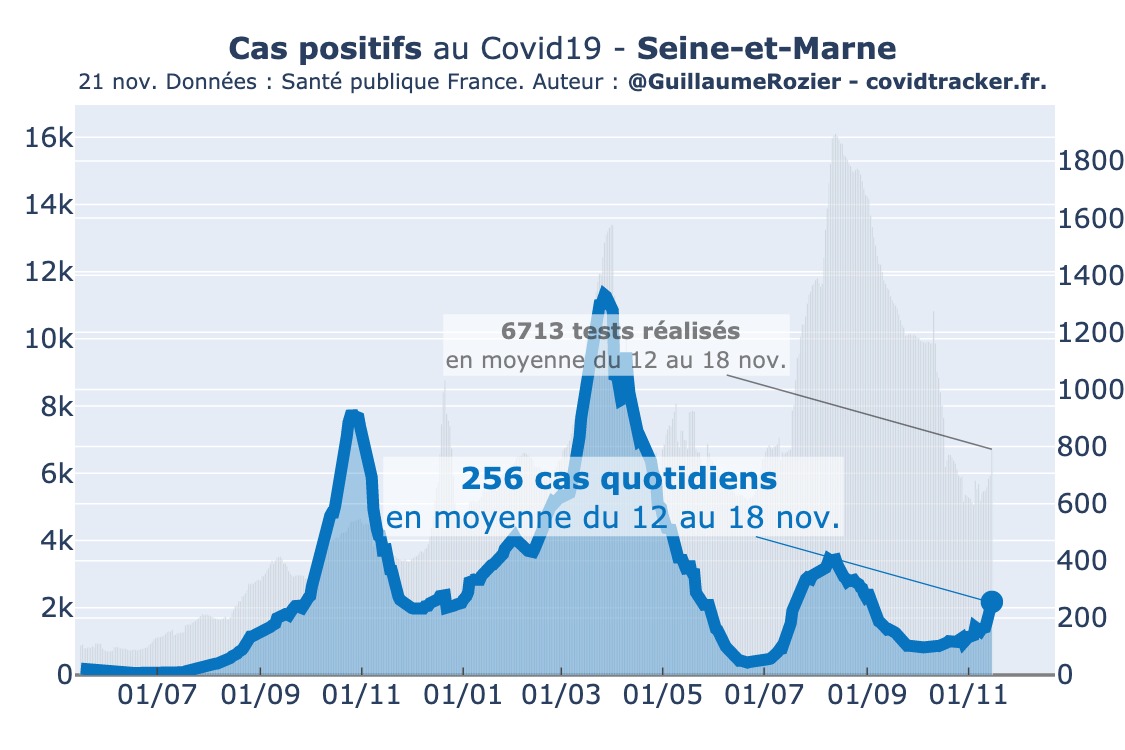 Cas positifs au Covid19 - Seine-et-Marne
21 nov. Données : Santé publique France. Auteur : @GuillaumeRozier - covidtracker.fr.
16k
14k
12k
10k
8k
6k
4k
2k
0
1800
1600
1400
1200
1000
800
600
400
200
0
6713 tests réalisés
en moyenne du 12 au 18 nov.
256 cas quotidiens
en moyenne du 12 au 18 nov.
01/07 01/09 01/11 01/01 01/03 01/05 01/07 01/09 01/11